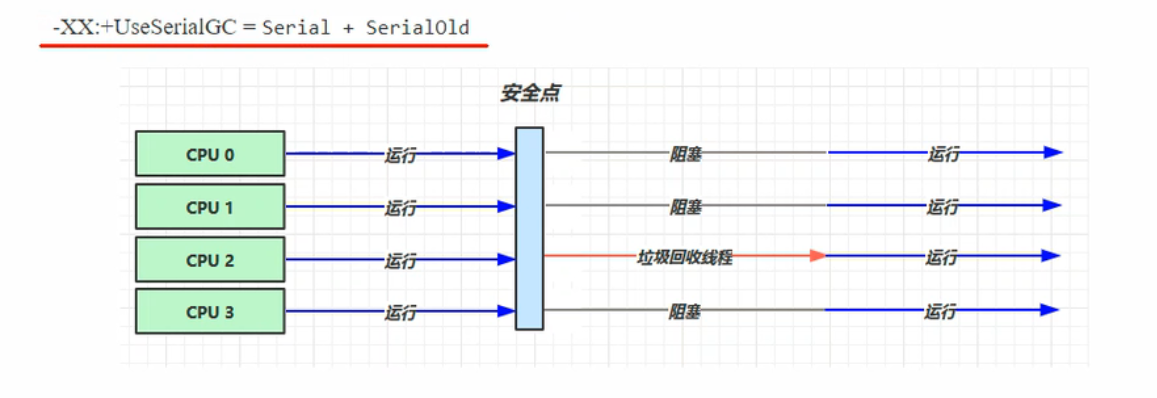 -XX:+UseSerialGC = Serial + SerialOld
安全点
CPU 0 运行 阻塞 运行
CPU 1 运行 阻塞 运行
CPU 2 运行 垃圾回收线程 运行
CPU 3 运行 阻塞 运行